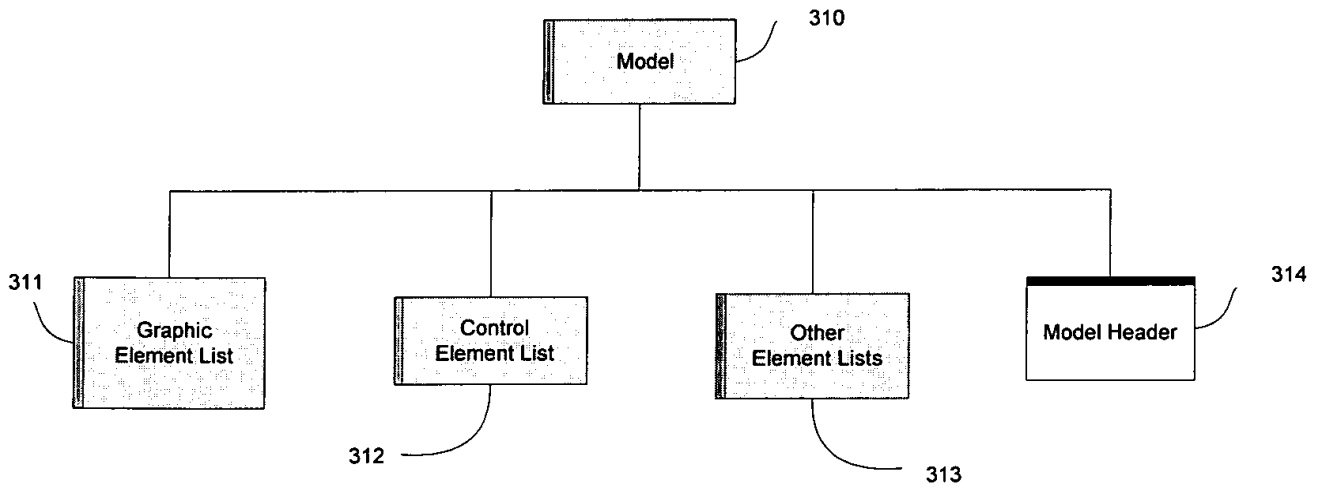 310
Model
311
Graphic
Element List
Control
Element List
Other
Element Lists
Model Header
314
312
313